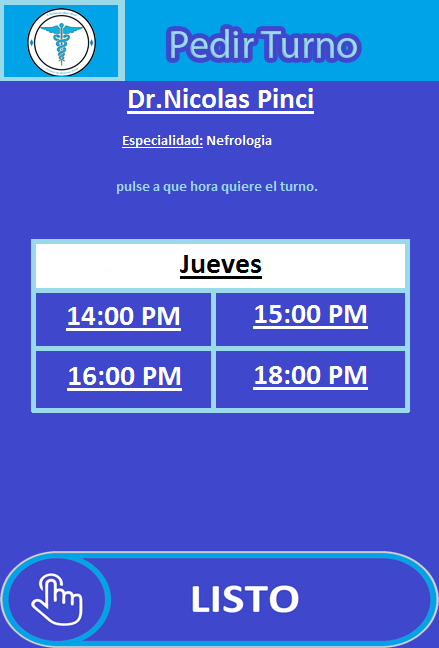 Pedir Turno
Dr.Nicolas Pinci
Especialidad: Nefrologia
pulse a que hora quiere el turno.
Jueves
14:00 PM 15:00 PM
16:00 PM 18:00 PM
LISTO